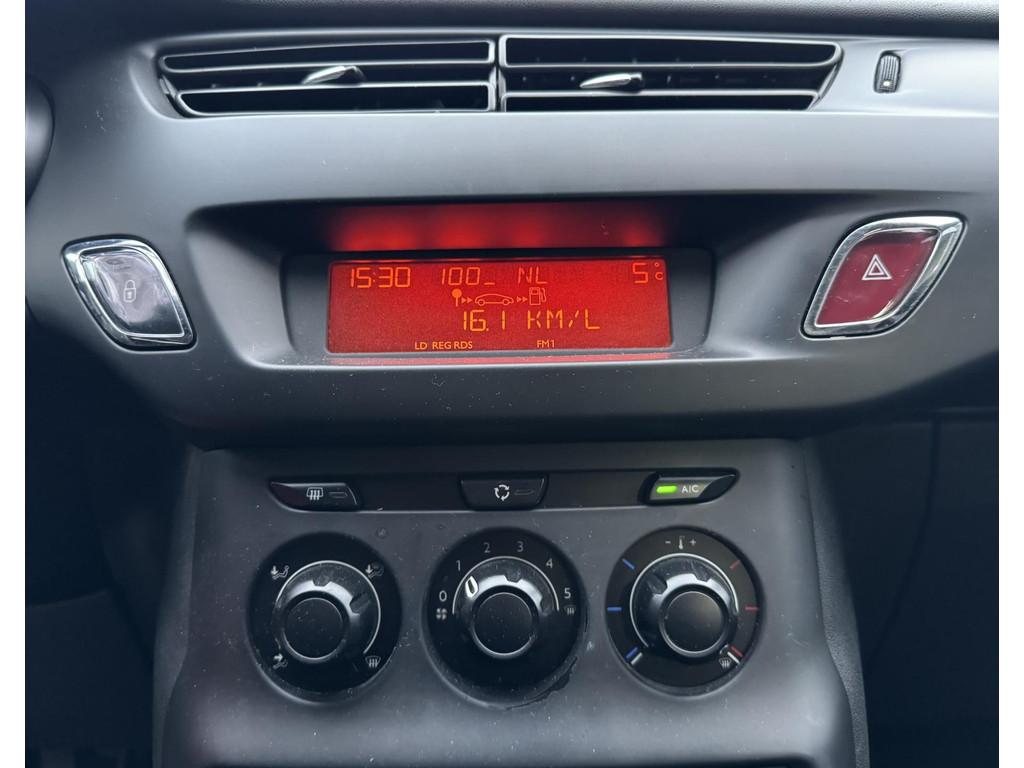 15:30 100_ NL 5°C
16.1 KM/L
LD REG RDS FM1
A/C
- +
2 3
1 4
0 5